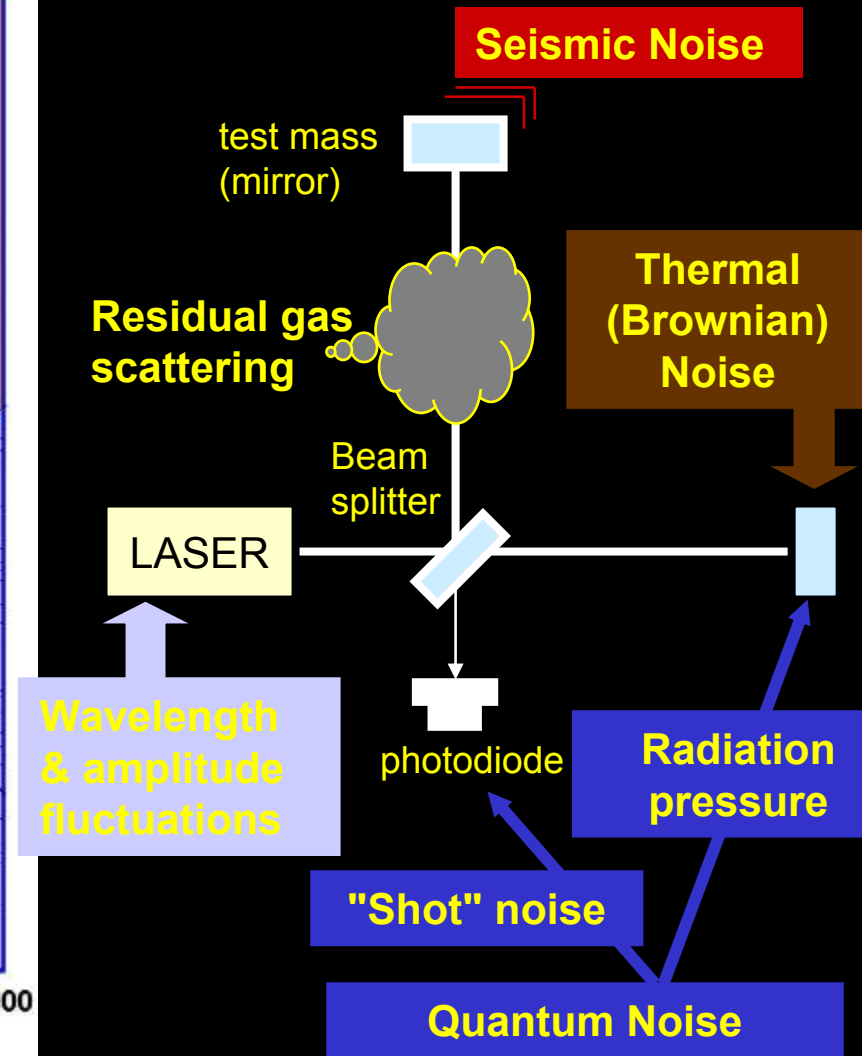 Seismic Noise
test mass
(mirror)
Thermal
(Brownian)
Noise
Residual gas
scattering
Beam
splitter
LASER
Wavelength
& amplitude
fluctuations
photodiode
Radiation
pressure
"Shot" noise
00
Quantum Noise